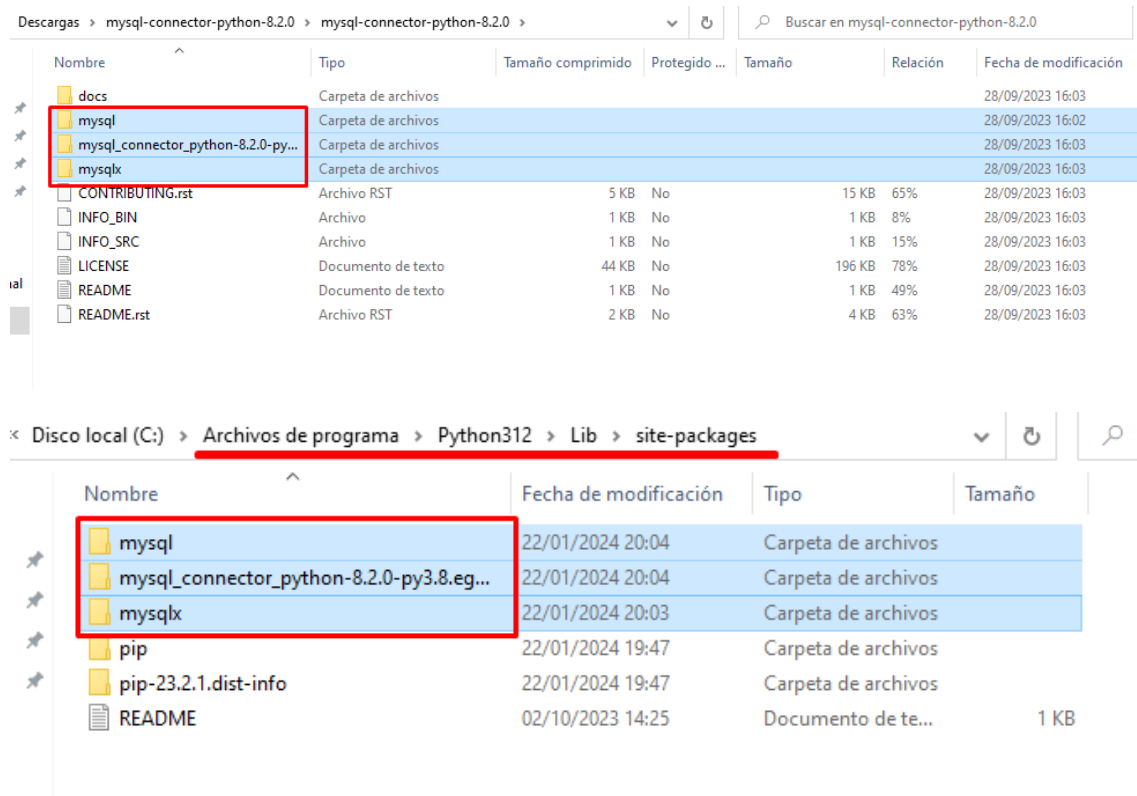 Descargas > mysql-connector-python-8.2.0 > mysql-connector-python-8.2.0 > Buscar en mysql-connector-python-8.2.0
Nombre Tipo Tamaño comprimido Protegido ... Tamaño Relación Fecha de modificación
docs Carpeta de archivos 28/09/2023 16:03
mysql Carpeta de archivos 28/09/2023 16:02
mysql_connector_python-8.2.0-py... Carpeta de archivos 28/09/2023 16:03
mysqlx Carpeta de archivos 28/09/2023 16:03
CONTRIBUTING.rst Archivo RST 5 KB No 15 KB 65% 28/09/2023 16:03
INFO_BIN Archivo 1 KB No 1 KB 8% 28/09/2023 16:03
INFO_SRC Archivo 1 KB No 1 KB 15% 28/09/2023 16:03
LICENSE Documento de texto 44 KB No 196 KB 78% 28/09/2023 16:03
README Documento de texto 1 KB No 1 KB 49% 28/09/2023 16:03
README.rst Archivo RST 2 KB No 4 KB 63% 28/09/2023 16:03
Disco local (C:) > Archivos de programa > Python312 > Lib > site-packages
Nombre Fecha de modificación Tipo Tamaño
mysql 22/01/2024 20:04 Carpeta de archivos
mysql_connector_python-8.2.0-py3.8.eg... 22/01/2024 20:04 Carpeta de archivos
mysqlx 22/01/2024 20:03 Carpeta de archivos
pip 22/01/2024 19:47 Carpeta de archivos
pip-23.2.1.dist-info 22/01/2024 19:47 Carpeta de archivos
README 02/10/2023 14:25 Documento de te... 1 KB